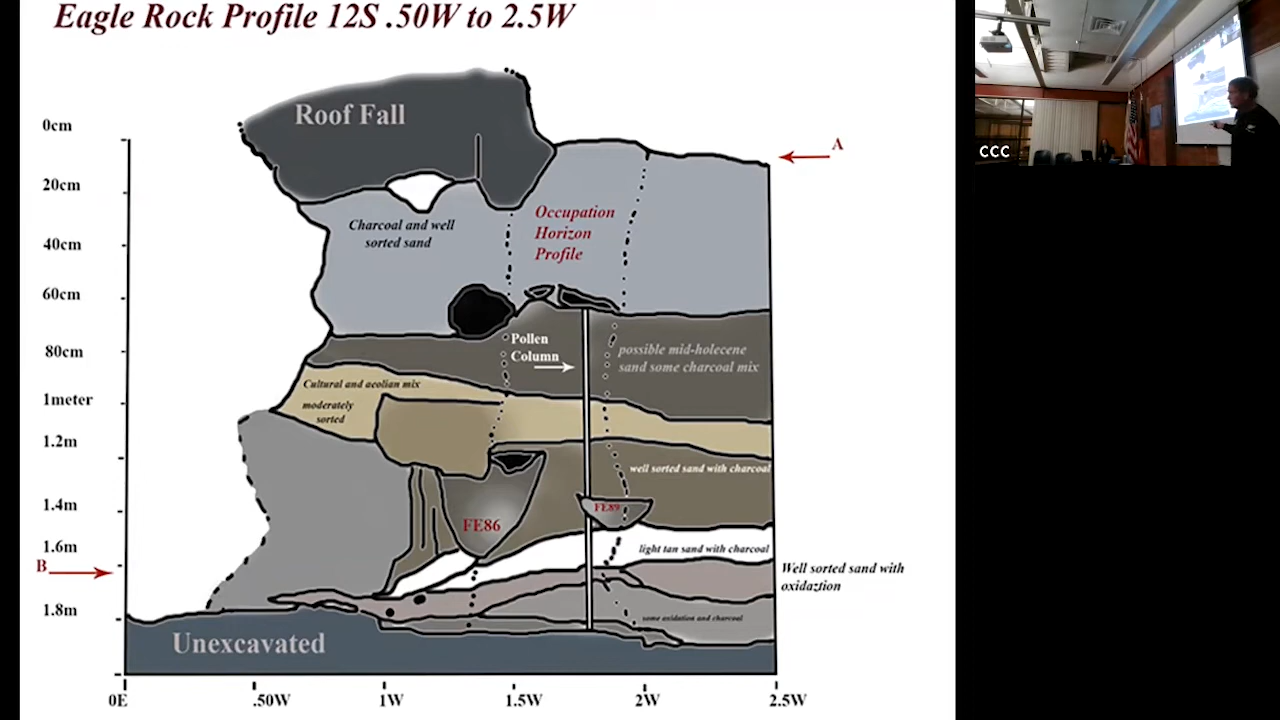 Eagle Rock Profile 12S .50W to 2.5W
Roof Fall
0cm
A
20cm
Charcoal and well
sorted sand
Occupation
Horizon
Profile
40cm
60cm
Pollen
Column
possible mid-holecene
sand some charcoal mix
80cm
Cultural and aeolian mix
moderately
sorted
1meter
1.2m
well sorted sand with charcoal
1.4m
FE86
FE89
1.6m
light tan sand with charcoal
B
Well sorted sand with
oxidaztion
1.8m
some oxidation and charcoal
Unexcavated
0E
.50W
1W
1.5W
2W
2.5W
CCC